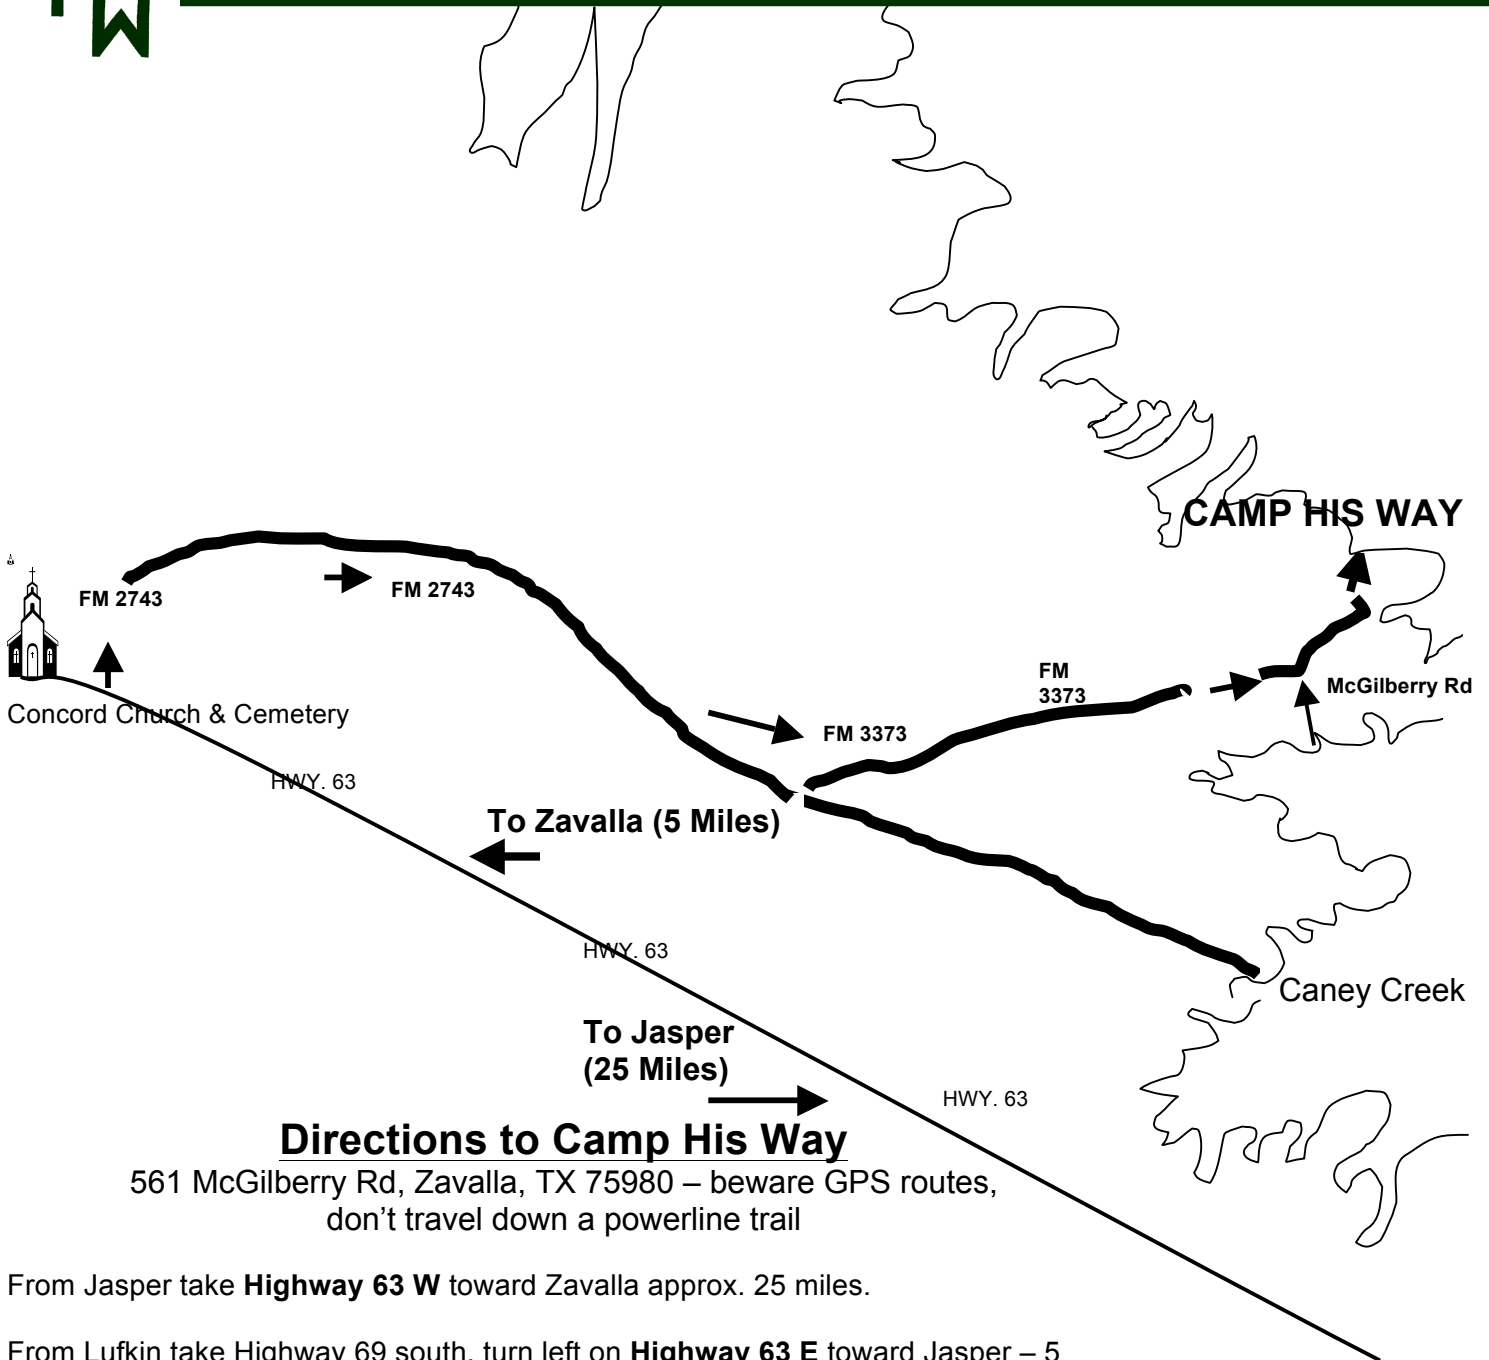 CAMP HIS WAY
FM 2743
FM 2743
FM
3373
McGilberry Rd
Concord Church & Cemetery
FM 3373
HWY. 63
To Zavalla (5 Miles)
HWY. 63
Caney Creek
To Jasper
(25 Miles)
HWY. 63
Directions to Camp His Way
561 McGilberry Rd, Zavalla, TX 75980 – beware GPS routes,
don’t travel down a powerline trail
From Jasper take Highway 63 W toward Zavalla approx. 25 miles.
From Lufkin take Highway 69 south, turn left on Highway 63 E toward Jasper – 5